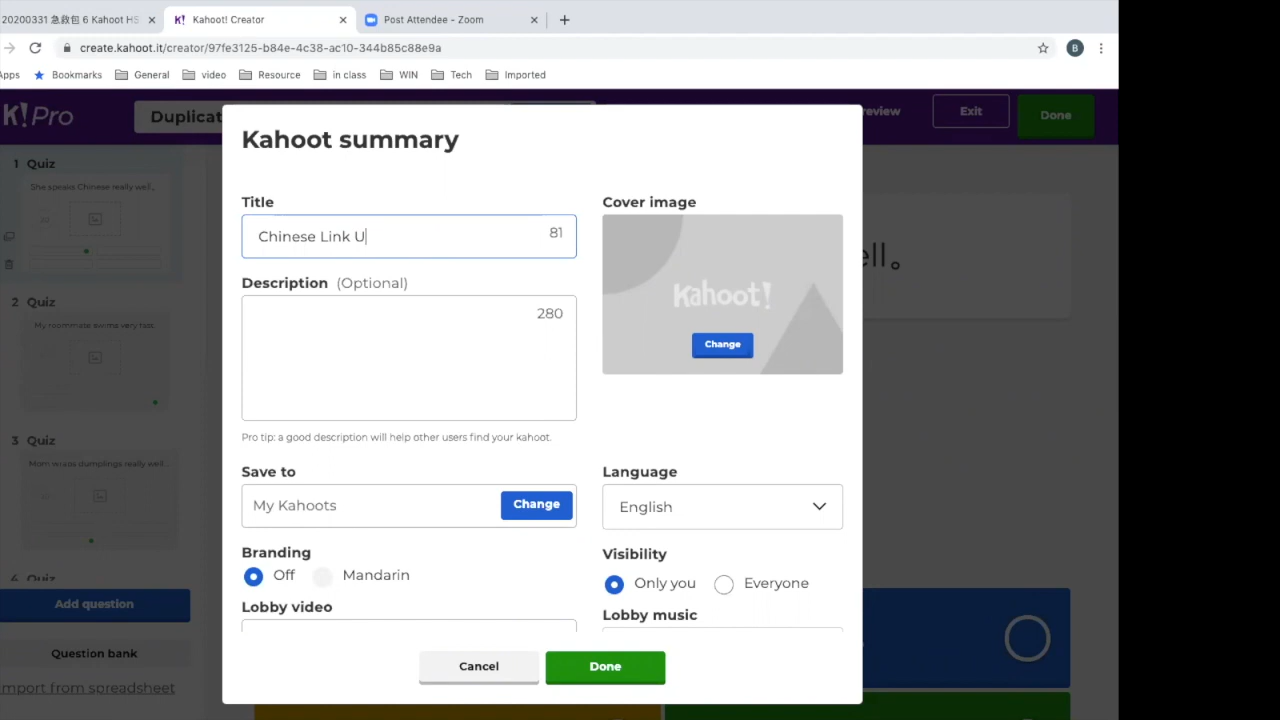 20200331 急救包 6 Kahoot HS
K! Kahoot! Creator
Post Attendee - Zoom
create.kahoot.it/creator/97fe3125-b84e-4c38-ac10-344b85c88e9a
B
Apps Bookmarks General video Resource in class WIN Tech Imported
K! Pro
Duplicat
review
Exit
Done
Kahoot summary
1 Quiz
She speaks Chinese really well。
Title
Cover image
Chinese Link U
81
Kahoot!
Change
ell。
Description (Optional)
280
2 Quiz
My roommate swims very fast
Pro tip: a good description will help other users find your kahoot.
3 Quiz
Mom wraps dumplings really well...
Save to
Language
My Kahoots
Change
English
Branding
Visibility
Off Mandarin
Only you Everyone
4 Quiz
Add question
Lobby video
Lobby music
Question bank
Cancel
Done
import from spreadsheet